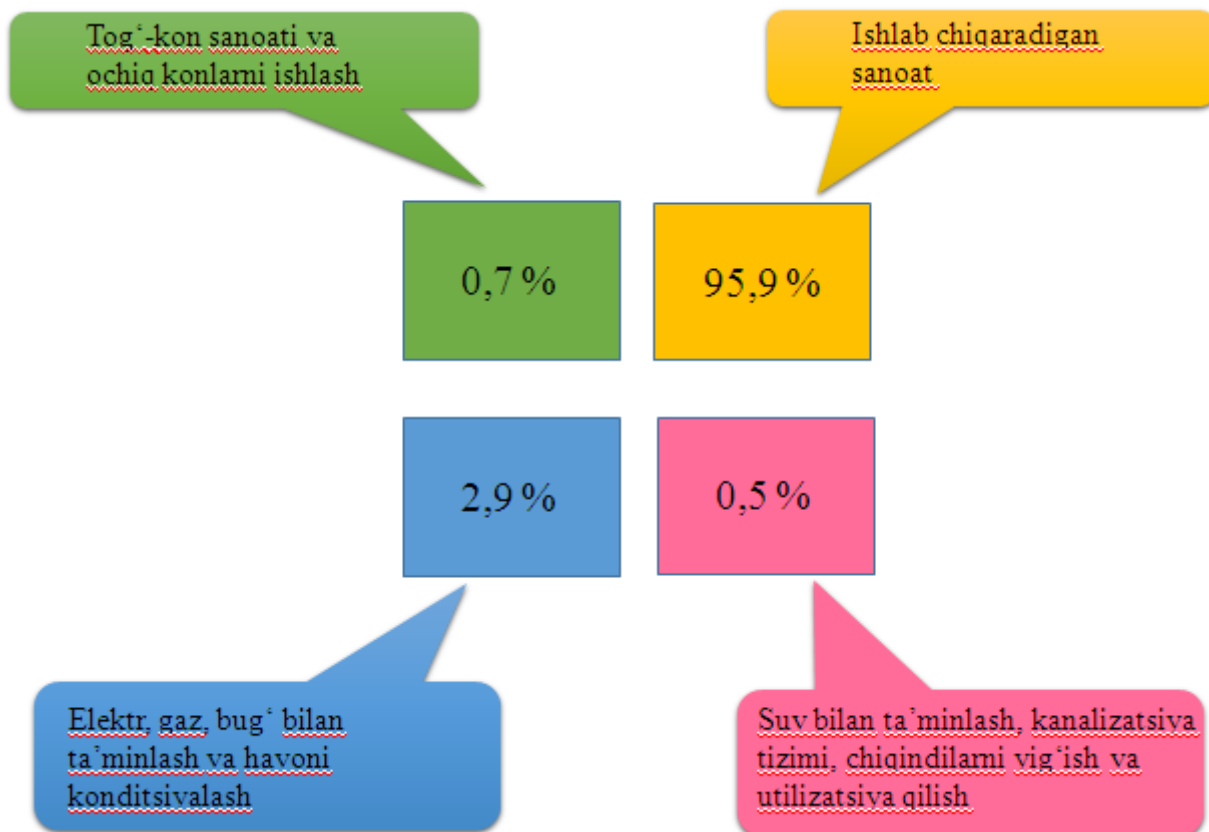 Tog‘-kon sanoati va
ochiq konlarni ishlash
Ishlab chiqaradigan
sanoat
0,7 %
95,9 %
2,9 %
0,5 %
Elektr, gaz, bug‘ bilan
ta’minlash va havoni
konditsiyalash
Suv bilan ta’minlash, kanalizatsiya
tizimi, chiqindilarni yig‘ish va
utilizatsiya qilish